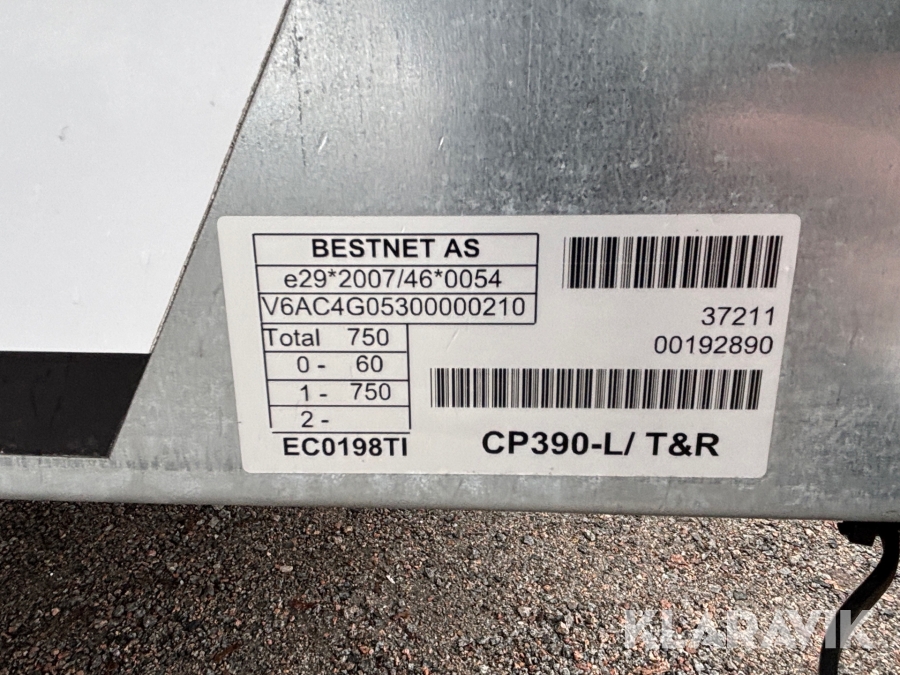 BESTNET AS
e29*2007/46*0054
V6AC4G05300000210
Total 750
0 - 60
1 - 750
2 -
EC0198TI
37211
00192890
CP390-L/ T&R
KLARAVIK